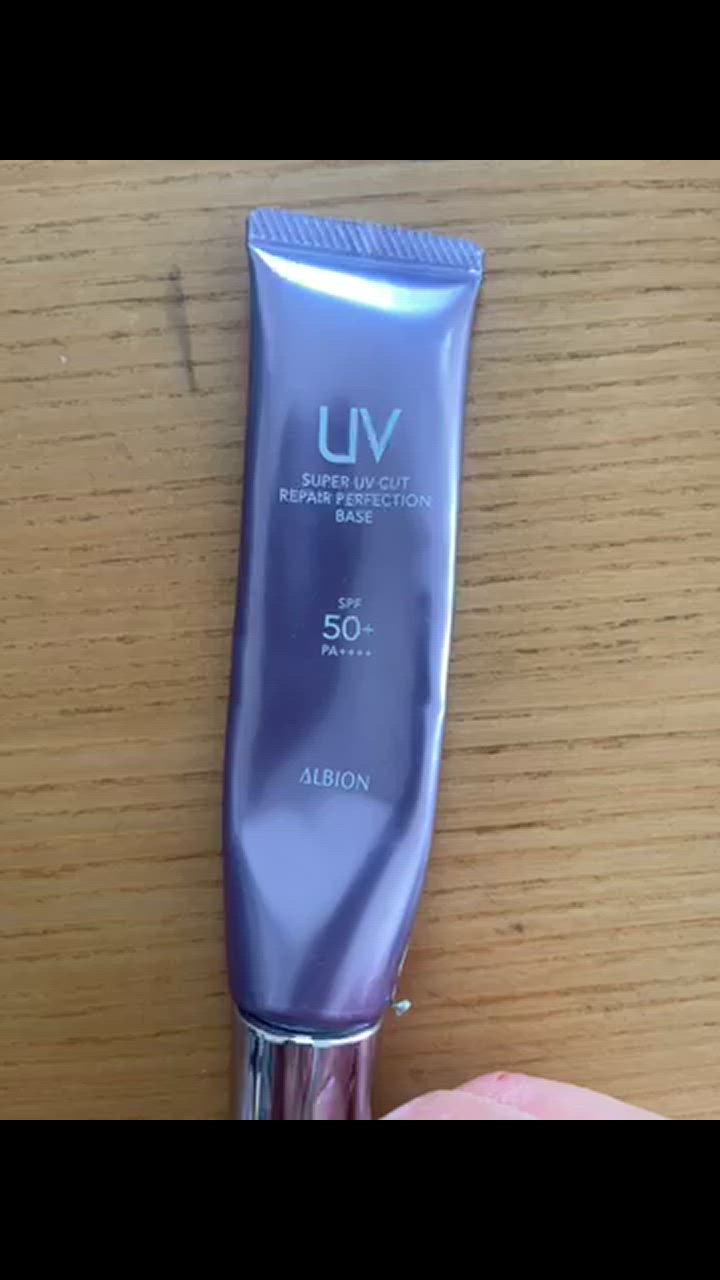 UV
SUPER UV CUT
REPAIR PERFECTION
BASE
SPF
50+
PA++++
ALBION